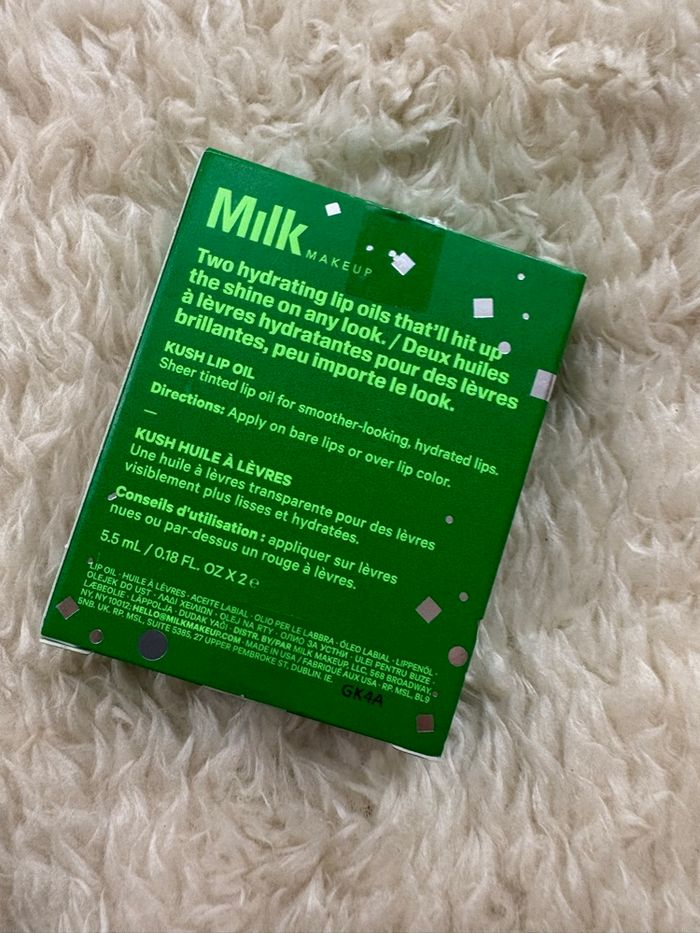 Milk
MAKEUP
Two hydrating lip oils that'll hit up
the shine on any look. / Deux huiles
à lèvres hydratantes pour des lèvres
brillantes, peu importe le look.
KUSH LIP OIL
Sheer tinted lip oil for smoother-looking, hydrated lips.
Directions: Apply on bare lips or over lip color.
—
KUSH HUILE À LÈVRES
Une huile à lèvres transparente pour des lèvres
visiblement plus lisses et hydratées.
Conseils d'utilisation : appliquer sur lèvres
nues ou par-dessus un rouge à lèvres.
5.5 mL / 0.18 FL. OZ X 2 ℮
LIP OIL · HUILE À LÈVRES · ACEITE LABIAL · OLIO PER LE LABBRA · ÓLEO LABIAL · LIPPENÖL ·
OLEJEK DO UST · ΛΑΔΙ ΧΕΙΛΙΩΝ · OLEJ NA RTY · ОЛИО ЗА УСТНИ · ULEI PENTRU BUZE ·
LÆBEOLIE · LÄPPOLJA · DUDAK YAĞI · DISTR. BY/PAR MILK MAKEUP, LLC, 568 BROADWAY,
NY, NY 10012; HELLO@MILKMAKEUP.COM · MADE IN USA / FABRIQUÉ AUX USA · RP. MSL, BL9
5NB. UK. RP. MSL, SUITE 5385, 27 UPPER PEMBROKE ST. DUBLIN. IE.
GK4A